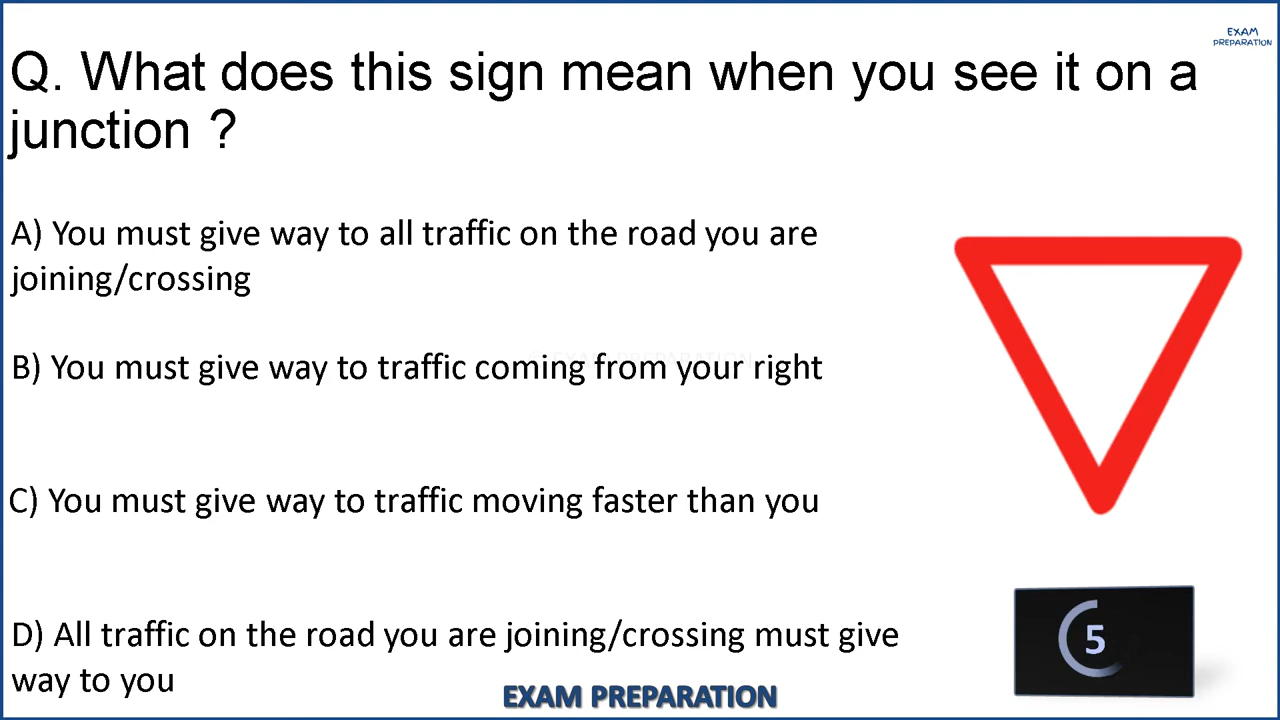 EXAM
PREPARATION
Q. What does this sign mean when you see it on a
junction ?
A) You must give way to all traffic on the road you are
joining/crossing
B) You must give way to traffic coming from your right
EXAM PREPARATION
C) You must give way to traffic moving faster than you
D) All traffic on the road you are joining/crossing must give
way to you
5
EXAM PREPARATION